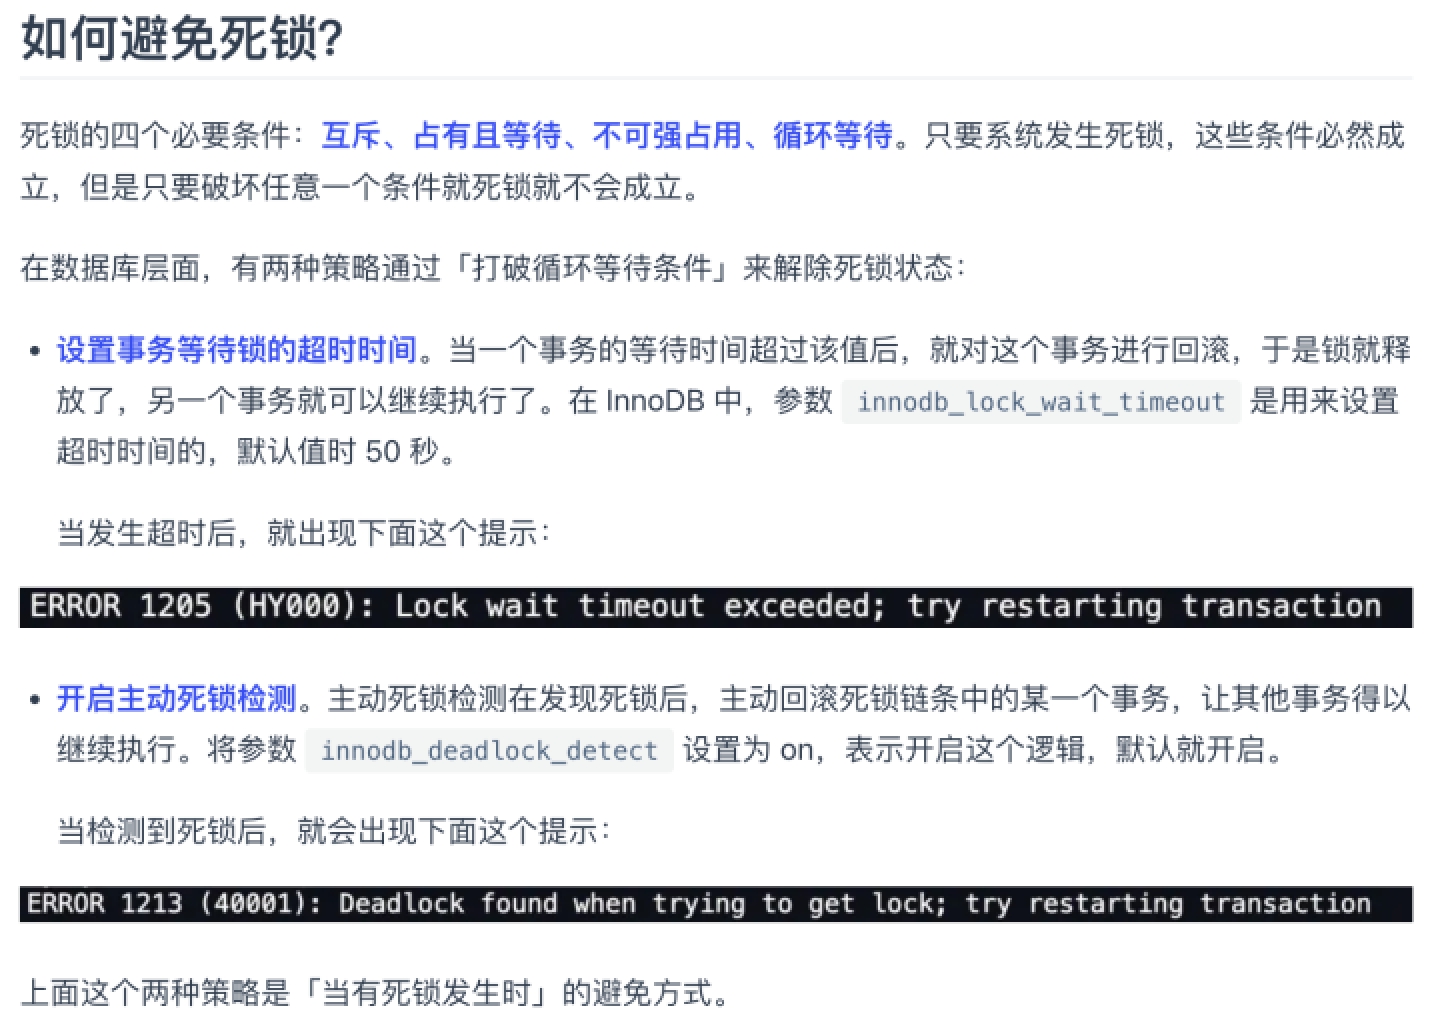 如何避免死锁?
死锁的四个必要条件：互斥、占有且等待、不可强占用、循环等待。只要系统发生死锁，这些条件必然成
立，但是只要破坏任意一个条件就死锁就不会成立。
在数据库层面，有两种策略通过「打破循环等待条件」来解除死锁状态：
• 设置事务等待锁的超时时间。当一个事务的等待时间超过该值后，就对这个事务进行回滚，于是锁就释
放了，另一个事务就可以继续执行了。在 InnoDB 中，参数 innodb_lock_wait_timeout 是用来设置
超时时间的，默认值时 50 秒。
当发生超时后，就出现下面这个提示：
ERROR 1205 (HY000): Lock wait timeout exceeded; try restarting transaction
• 开启主动死锁检测。主动死锁检测在发现死锁后，主动回滚死锁链条中的某一个事务，让其他事务得以
继续执行。将参数 innodb_deadlock_detect 设置为 on，表示开启这个逻辑，默认就开启。
当检测到死锁后，就会出现下面这个提示：
ERROR 1213 (40001): Deadlock found when trying to get lock; try restarting transaction
上面这个两种策略是「当有死锁发生时」的避免方式。